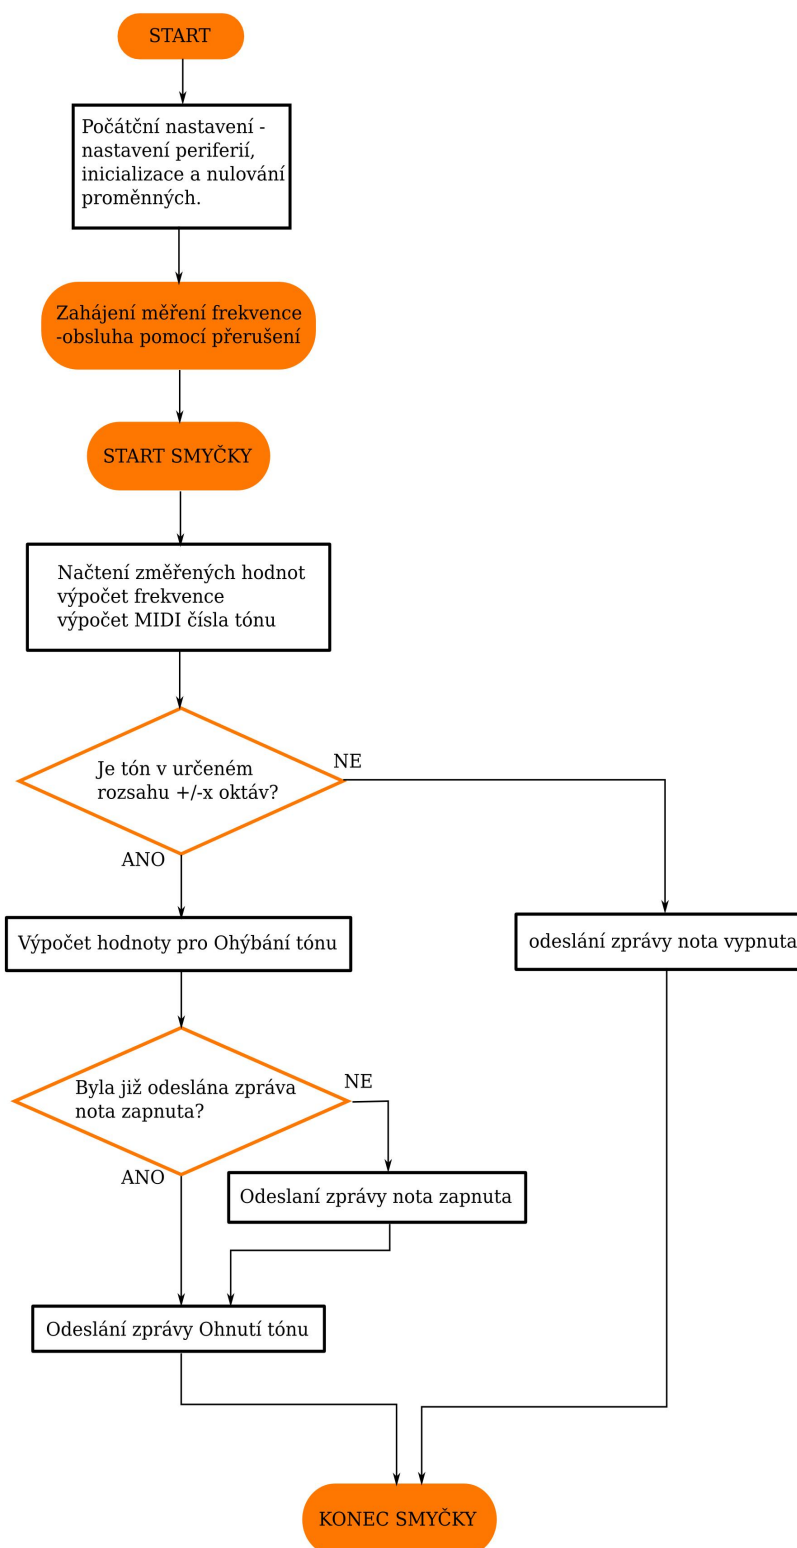 START
Počátční nastavení -
nastavení periferií,
inicializace a nulování
proměnných.
Zahájení měření frekvence
-obsluha pomocí přerušení
START SMYČKY
Načtení změřených hodnot
výpočet frekvence
výpočet MIDI čísla tónu
Je tón v určeném
rozsahu +/-x oktáv?
NE
ANO
Výpočet hodnoty pro Ohýbání tónu
odeslání zprávy nota vypnuta
Byla již odeslána zpráva
nota zapnuta?
NE
ANO
Odeslaní zprávy nota zapnuta
Odeslání zprávy Ohnutí tónu
KONEC SMYČKY